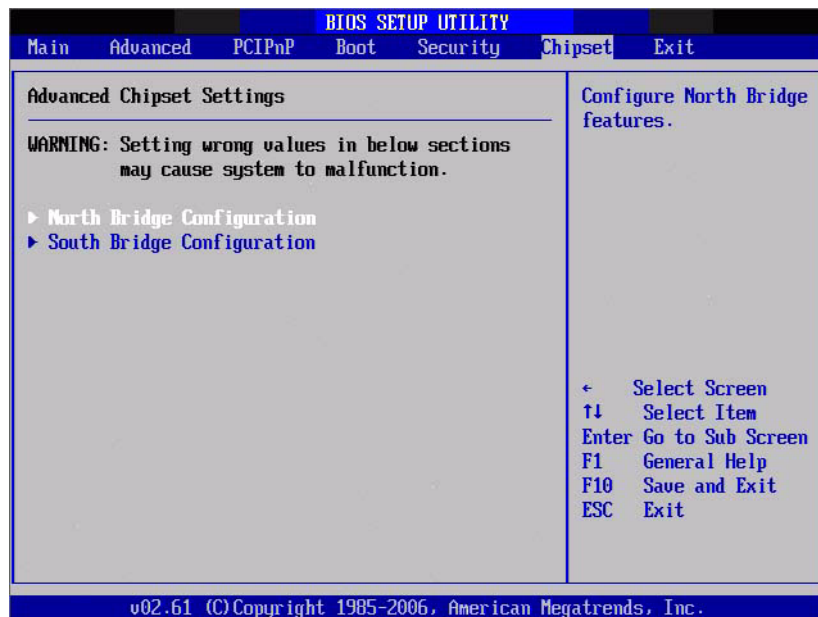 BIOS SETUP UTILITY
Main Advanced PCIPnP Boot Security Chipset Exit
Advanced Chipset Settings
WARNING: Setting wrong values in below sections
may cause system to malfunction.
▶ North Bridge Configuration
▶ South Bridge Configuration
Configure North Bridge
features.
← Select Screen
↑↓ Select Item
Enter Go to Sub Screen
F1 General Help
F10 Save and Exit
ESC Exit
v02.61 (C)Copyright 1985-2006, American Megatrends, Inc.